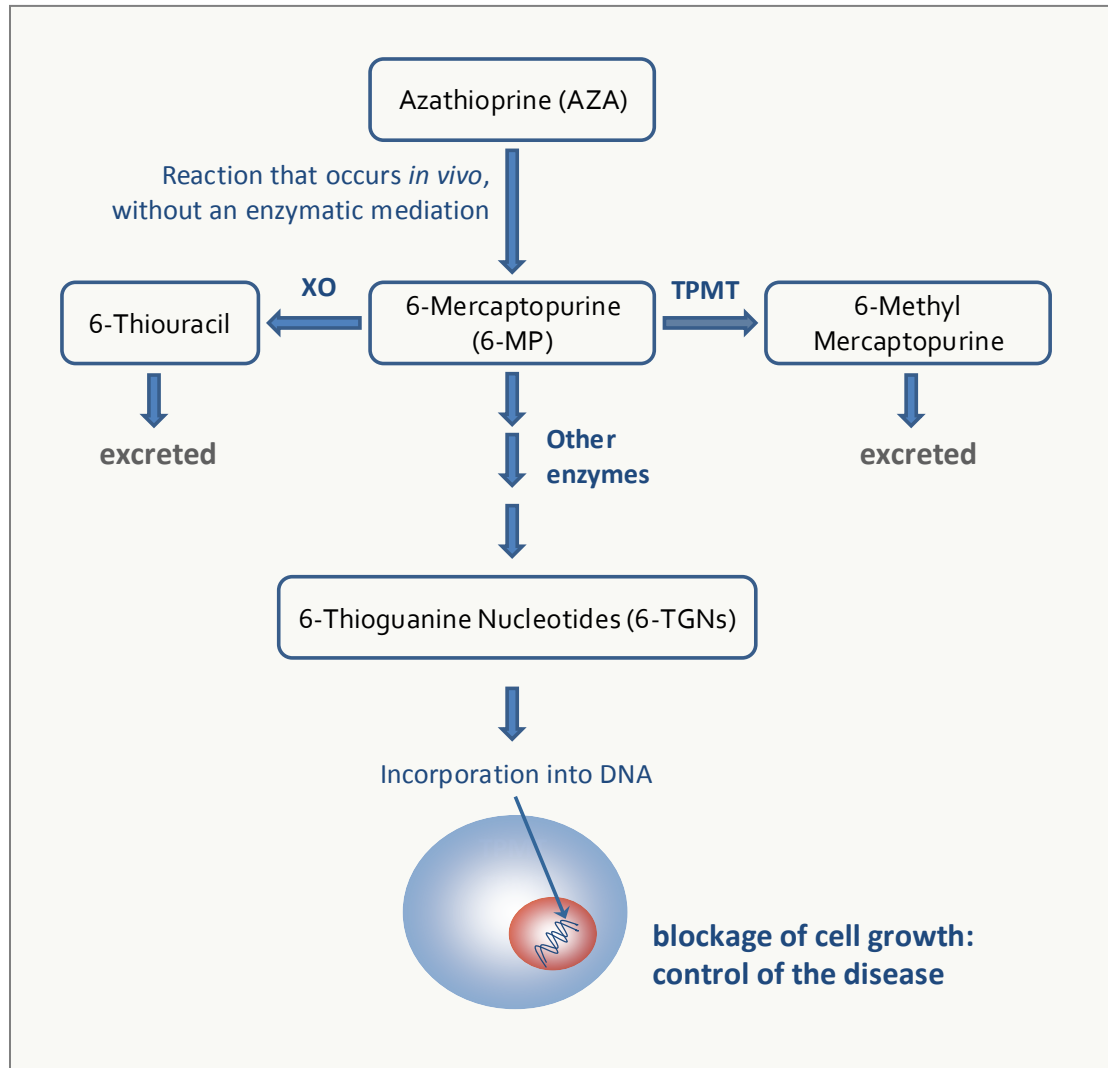 Azathioprine (AZA)
Reaction that occurs in vivo,
without an enzymatic mediation
XO
TPMT
6-Thiouracil
6-Mercaptopurine
(6-MP)
6-Methyl
Mercaptopurine
excreted
Other
enzymes
excreted
6-Thioguanine Nucleotides (6-TGNs)
Incorporation into DNA
blockage of cell growth:
control of the disease